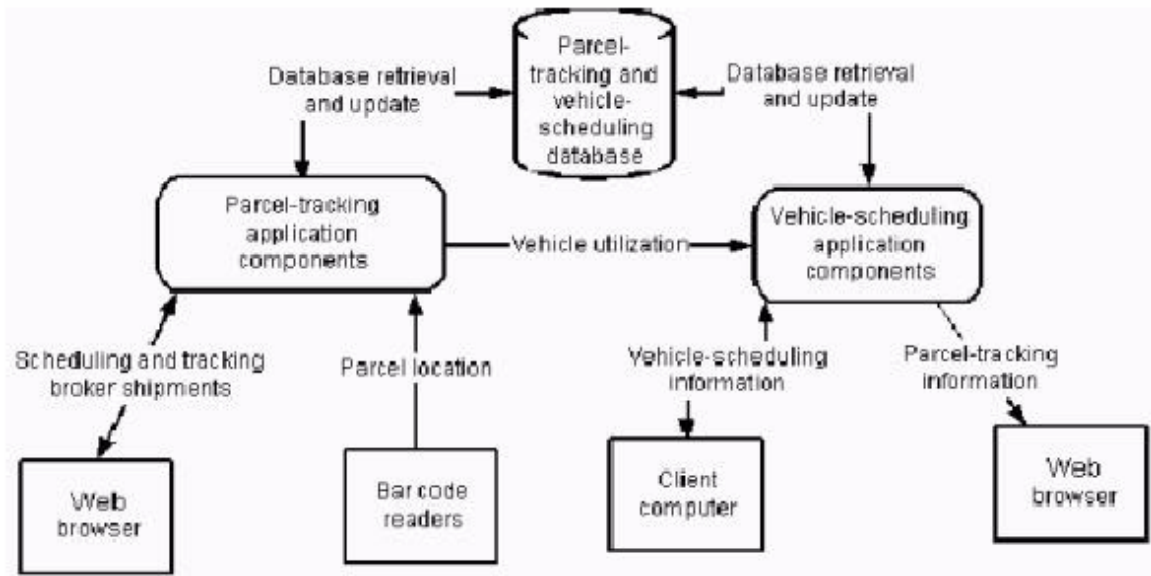 Parcel-
tracking and
vehicle-
scheduling
database
Database retrieval
and update
Database retrieval
and update
Parcel-tracking
application
components
Vehicle utilization
Vehicle-scheduling
application
components
Scheduling and tracking
broker shipments
Parcel location
Vehicle-scheduling
information
Parcel-tracking
information
Web
browser
Bar code
readers
Client
computer
Web
browser